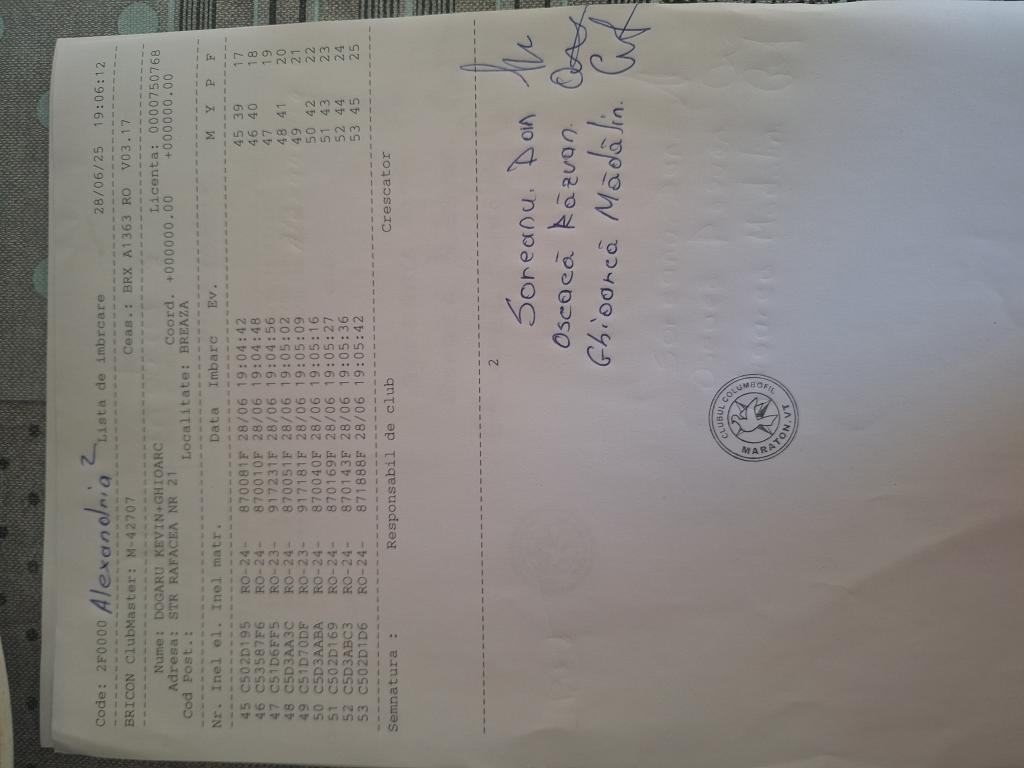 Code: 2F0000 Alexandria 2 Lista de imbrcare 28/06/25 19:06:12
BRICON ClubMaster: M-42707 Ceas.: BRX A1363 RO V03.17
Nume: DOGARU KEVIN+GHIOARC Licenta: 0000750768
Adresa: STR RAFACEA NR 21 Coord. +000000.00 +0000000.00
Cod Post.: Localitate: BREAZA
Nr. Inel el. Inel matr. Data Imbarc Ev. M Y P F
45 C502D195 RO-24- 870081F 28/06 19:04:42 45 39 17
46 C53587F6 RO-24- 870010F 28/06 19:04:48 46 40 18
47 C51D6FF5 RO-23- 917231F 28/06 19:04:56 47 19
48 C5D3AA3C RO-24- 870051F 28/06 19:05:02 48 41 20
49 C51D70DF RO-23- 917181F 28/06 19:05:09 49 21
50 C5D3AABA RO-24- 870040F 28/06 19:05:16 50 42 22
51 C502D169 RO-24- 870169F 28/06 19:05:27 51 43 23
52 C5D3ABC3 RO-24- 870143F 28/06 19:05:36 52 44 24
53 C502D1D6 RO-24- 871888F 28/06 19:05:42 53 45 25
Semnatura : Responsabil de club Crescator
2
Soreanu Dan
Oseacă Răzvan.
Ghioarcă Mădălin.
CLUBUL COLUMBOFIL
MARATON.VA